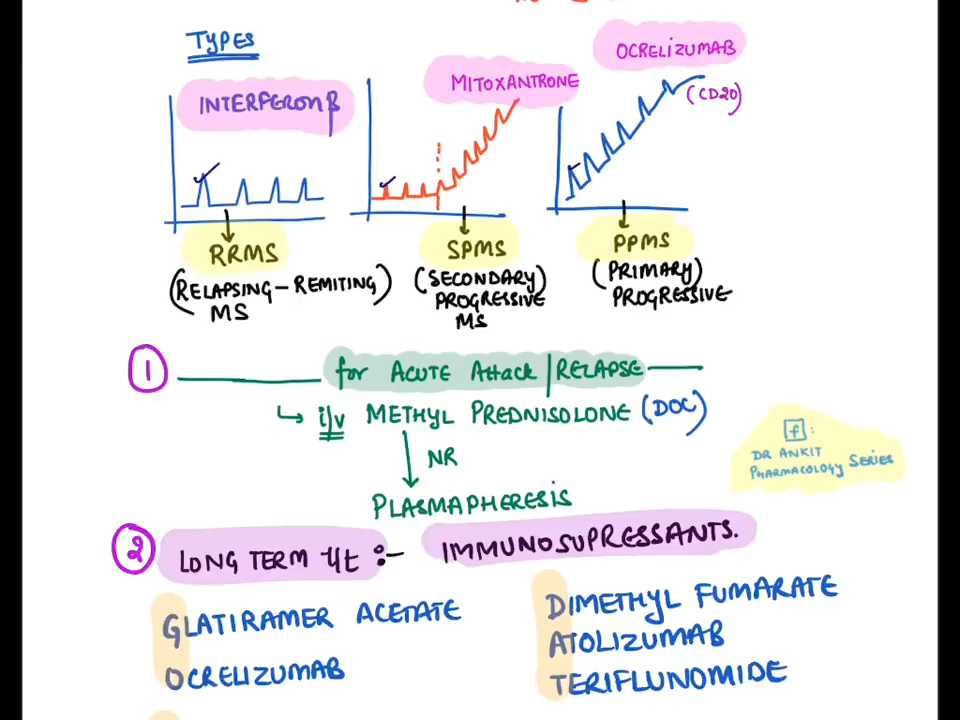 TYPES
INTERFERON β
MITOXANTRONE
OCRELIZUMAB
(CD20)
RRMS
(RELAPSING-REMITING)
MS
SPMS
(SECONDARY)
PROGRESSIVE
MS
PPMS
(PRIMARY)
PROGRESSIVE
1
for ACUTE Attack/RELAPSE
i/v METHYL PREDNISOLONE (DOC)
NR
PLASMAPHERESIS
f:
DR ANKIT
PHARMACOLOGY SERIES
2
LONG TERM :- IMMUNOSUPRESSANTS.
GLATIRAMER ACETATE
OCRELIZUMAB
DIMETHYL FUMARATE
ATOLIZUMAB
TERIFLUNOMIDE